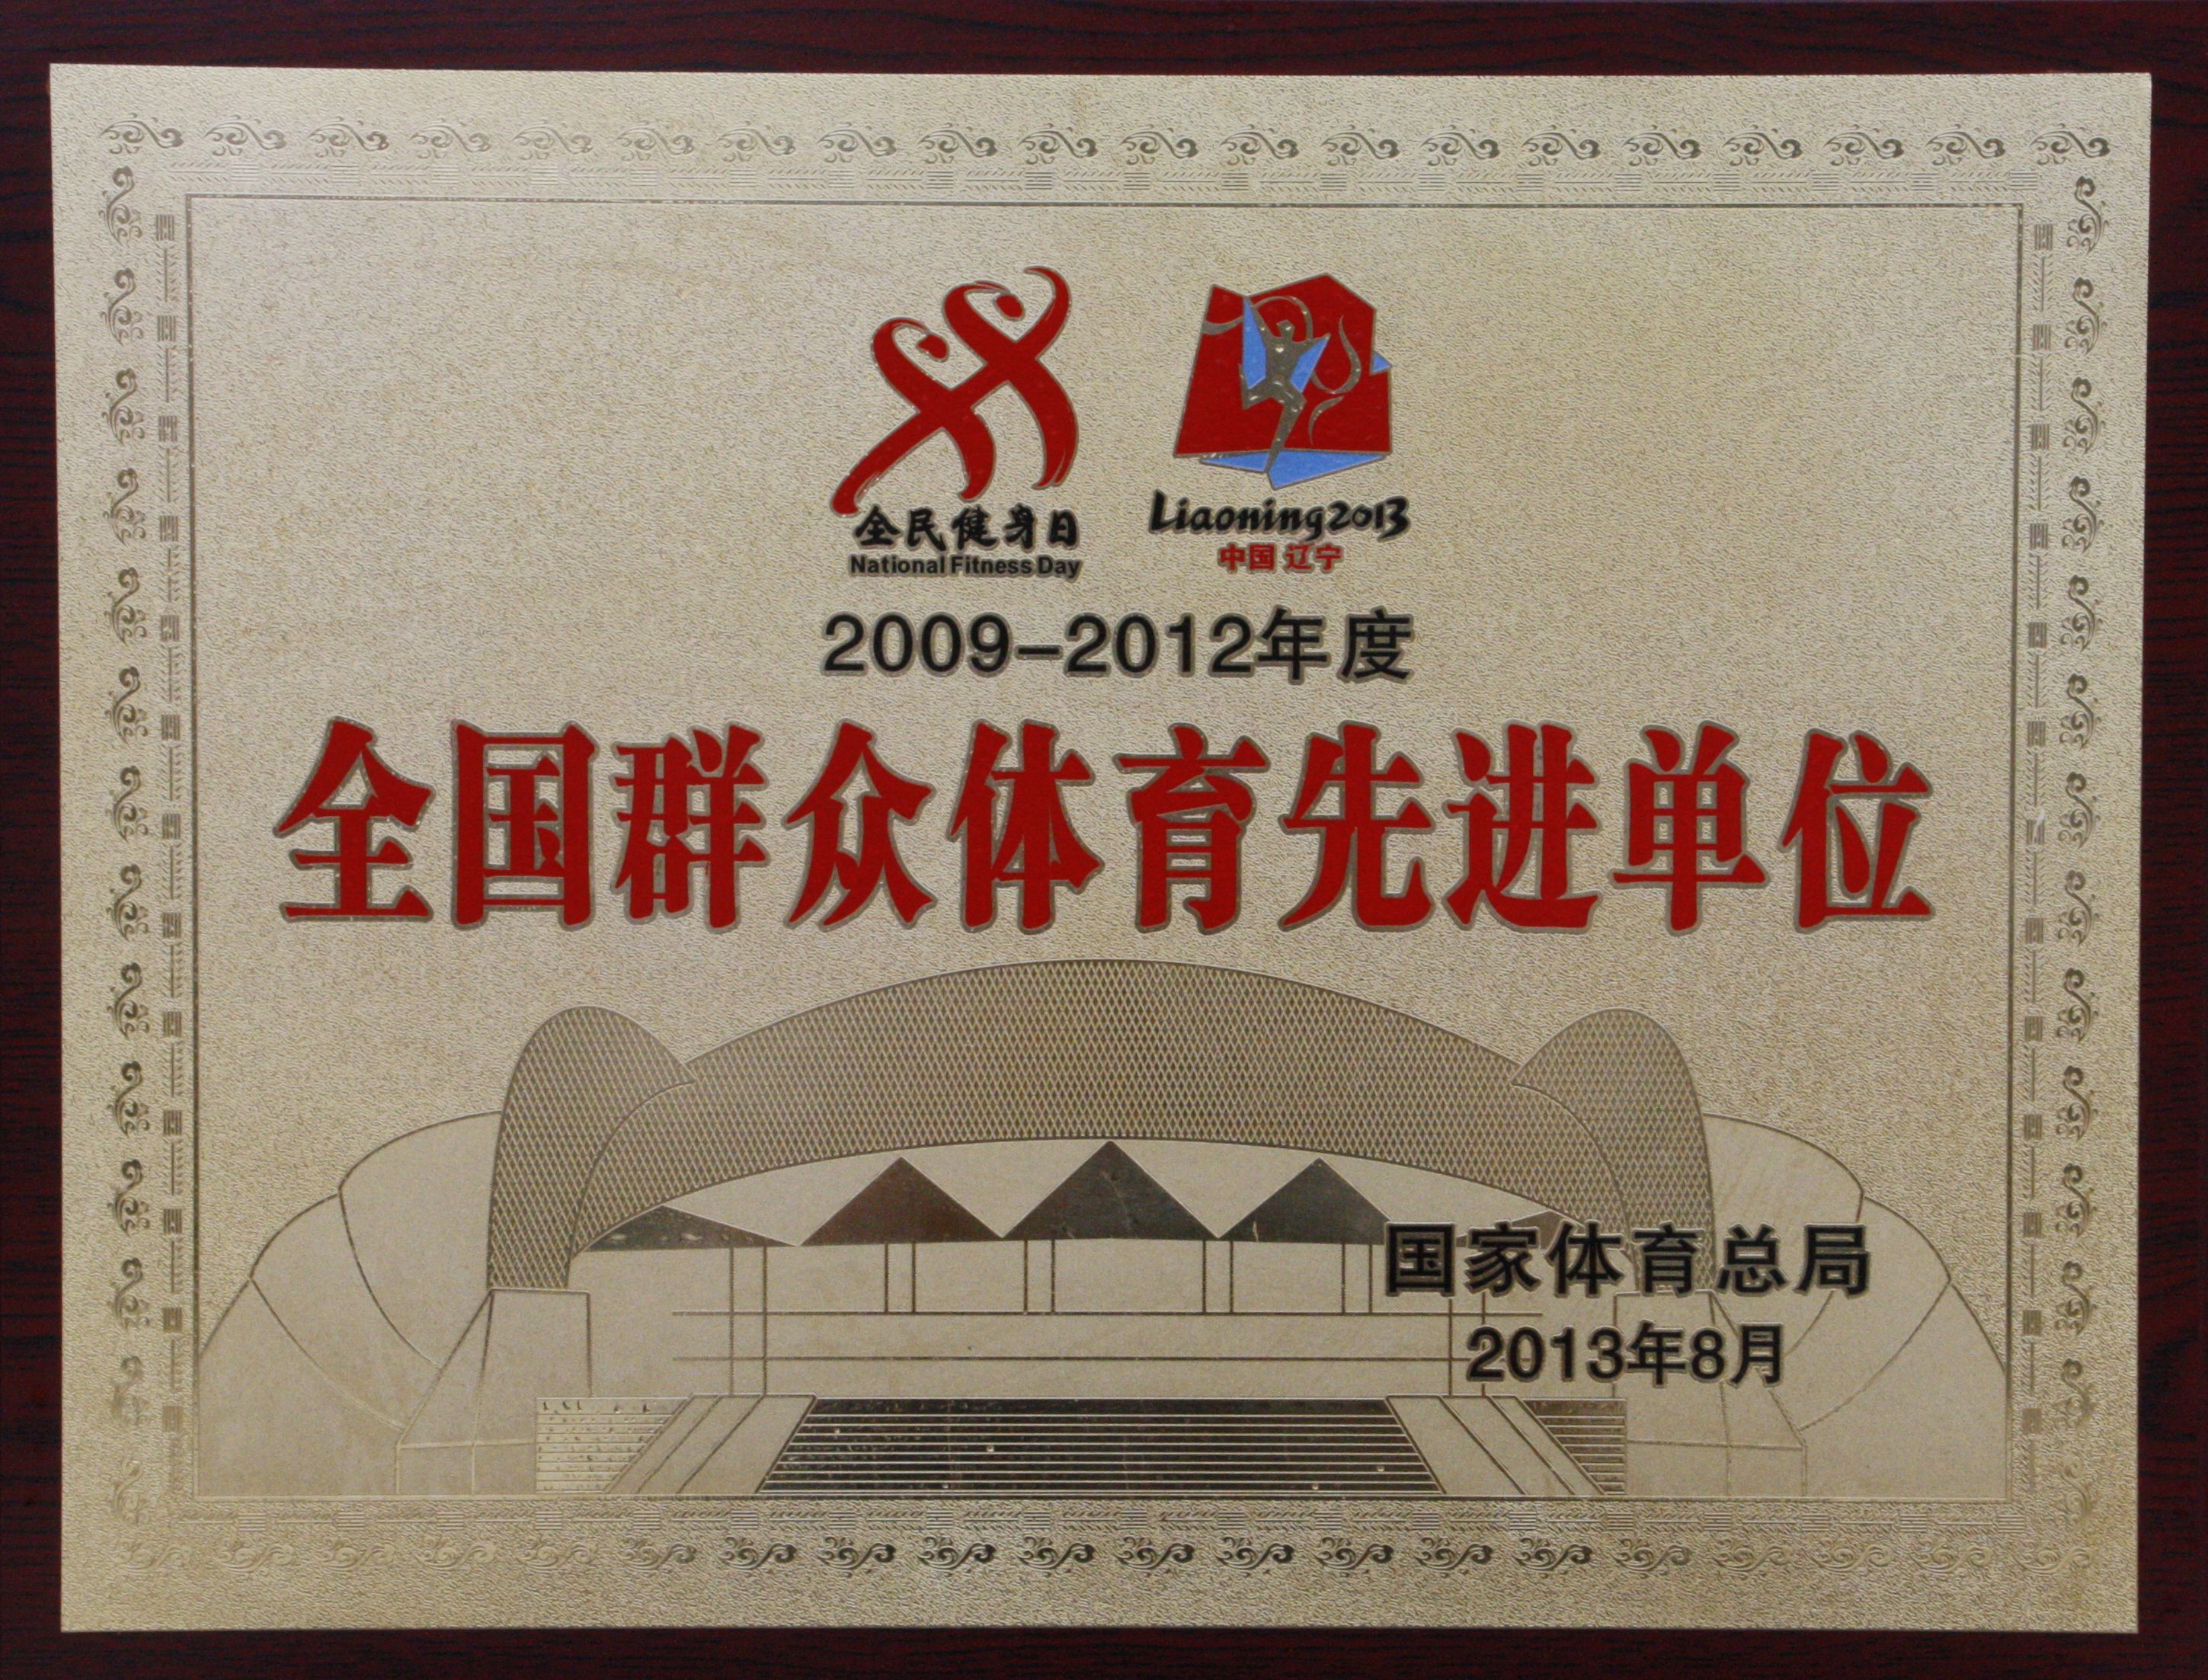 全民健身日
National Fitness Day
Liaoning2013
中国 辽宁
2009-2012年度
全国群众体育先进单位
国家体育总局
2013年8月